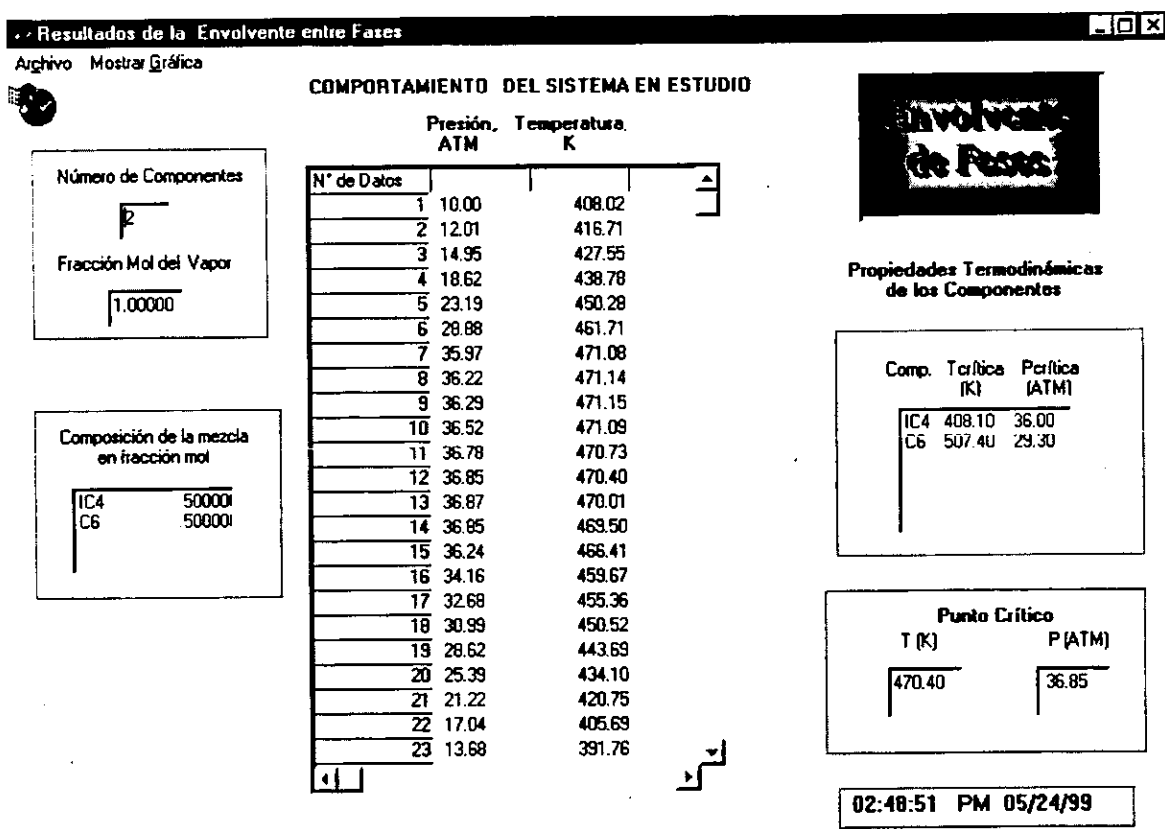 Resultados de la Envolvente entre Fases
Archivo Mostrar Gráfica
COMPORTAMIENTO DEL SISTEMA EN ESTUDIO
Presión, Temperatura,
ATM K
Número de Componentes
2
Fracción Mol del Vapor
1.00000
Composición de la mezcla
en fracción mol
IC4 .50000
C6 .50000
N° de Datos
1 10.00 408.02
2 12.01 416.71
3 14.95 427.55
4 18.62 438.78
5 23.19 450.28
6 28.88 461.71
7 35.97 471.08
8 36.22 471.14
9 36.29 471.15
10 36.52 471.09
11 36.78 470.73
12 36.85 470.40
13 36.87 470.01
14 36.85 469.50
15 36.24 466.41
16 34.16 459.67
17 32.68 455.36
18 30.99 450.52
19 28.62 443.69
20 25.39 434.10
21 21.22 420.75
22 17.04 405.69
23 13.68 391.76
Envolvente
de Fases
Propiedades Termodinámicas
de los Componentes
Comp. Tcrítica Pcrítica
(K) (ATM)
IC4 408.10 36.00
C6 507.40 29.30
Punto Crítico
T (K) P (ATM)
470.40 36.85
02:48:51 PM 05/24/99